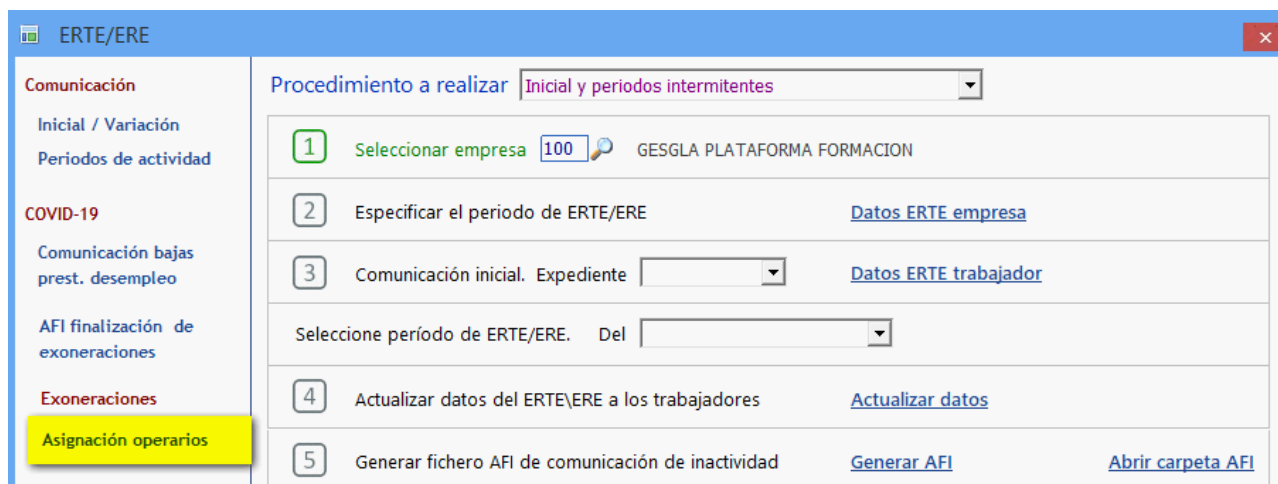 ERTE/ERE
Comunicación
Inicial / Variación
Periodos de actividad
COVID-19
Comunicación bajas
prest. desempleo
AFI finalización de
exoneraciones
Exoneraciones
Asignación operarios
Procedimiento a realizar Inicial y periodos intermitentes
1 Seleccionar empresa 100 GESGLA PLATAFORMA FORMACION
2 Especificar el periodo de ERTE/ERE Datos ERTE empresa
3 Comunicación inicial. Expediente Datos ERTE trabajador
Seleccione período de ERTE/ERE. Del
4 Actualizar datos del ERTE\ERE a los trabajadores Actualizar datos
5 Generar fichero AFI de comunicación de inactividad Generar AFI Abrir carpeta AFI